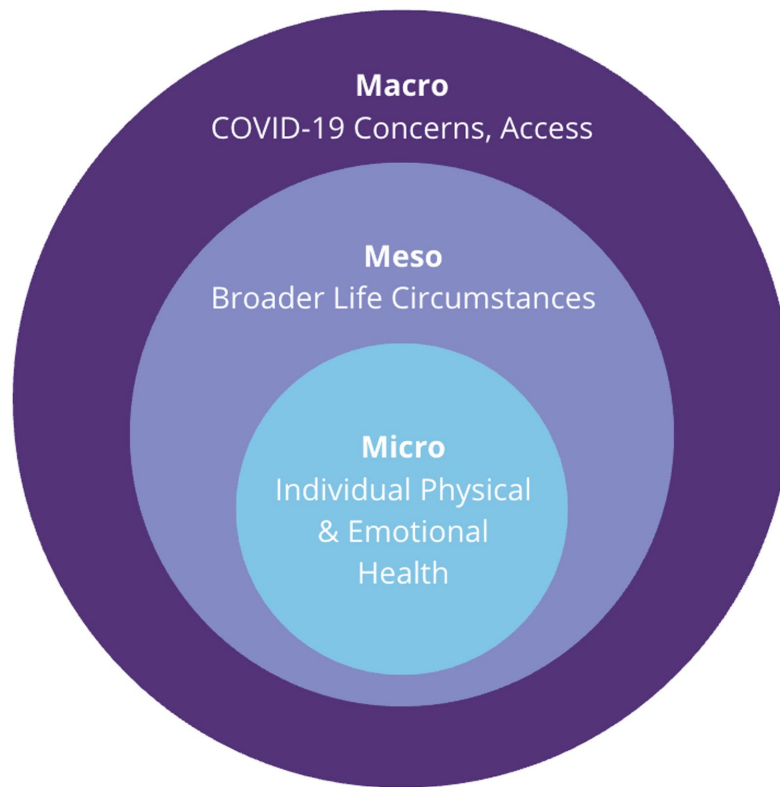 Macro
COVID-19 Concerns, Access
Meso
Broader Life Circumstances
Micro
Individual Physical
& Emotional
Health